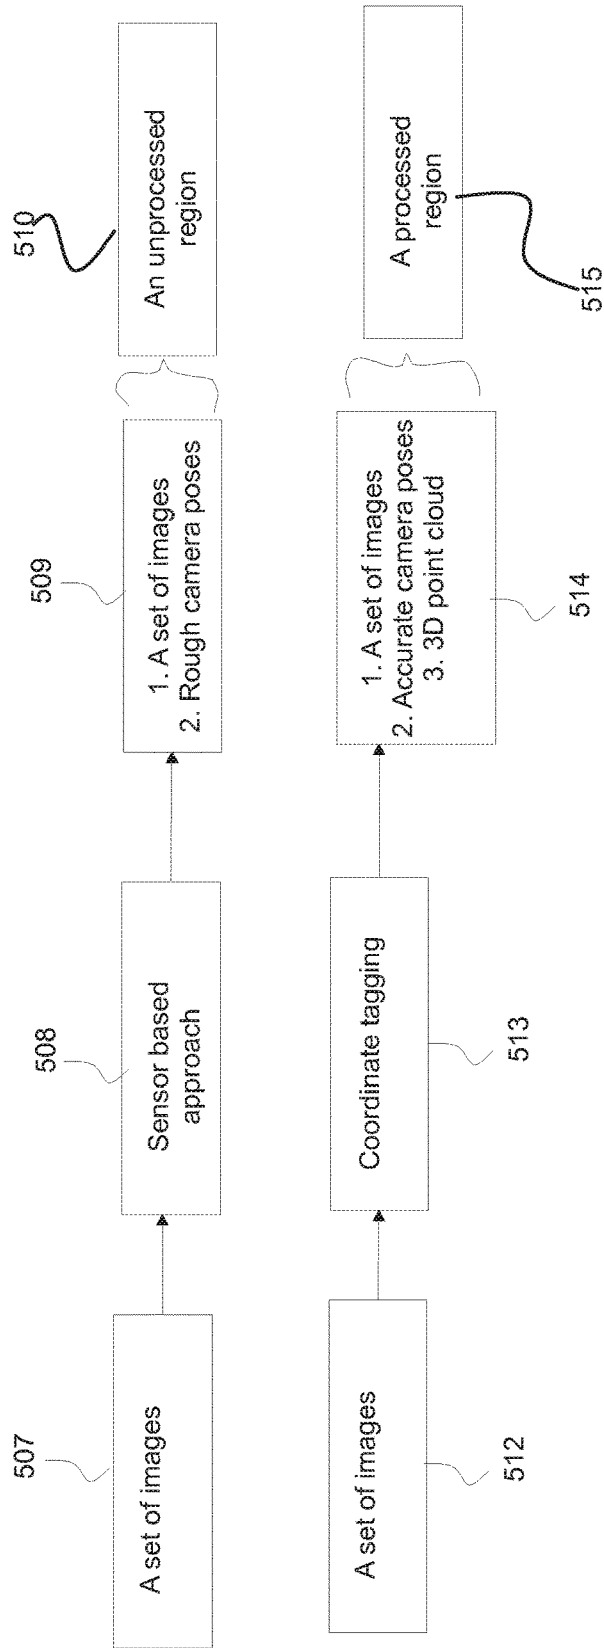 507
508
509
510
A set of images
Sensor based
approach
1. A set of images
2. Rough camera poses
An unprocessed
region
A set of images
Coordinate tagging
1. A set of images
2. Accurate camera poses
3. 3D point cloud
A processed
region
512
513
514
515